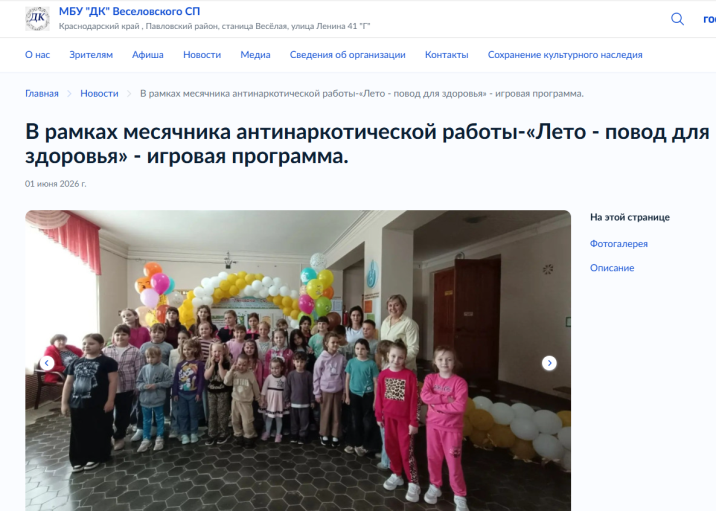 ДК
МБУ "ДК" Веселовского СП
Краснодарский край , Павловский район, станица Весёлая, улица Ленина 41 "Г"
го
О нас Зрителям Афиша Новости Медиа Сведения об организации Контакты Сохранение культурного наследия
Главная Новости В рамках месячника антинаркотической работы-«Лето - повод для здоровья» - игровая программа.
В рамках месячника антинаркотической работы-«Лето - повод для
здоровья» - игровая программа.
01 июня 2026 г.
На этой странице
Фотогалерея
Описание